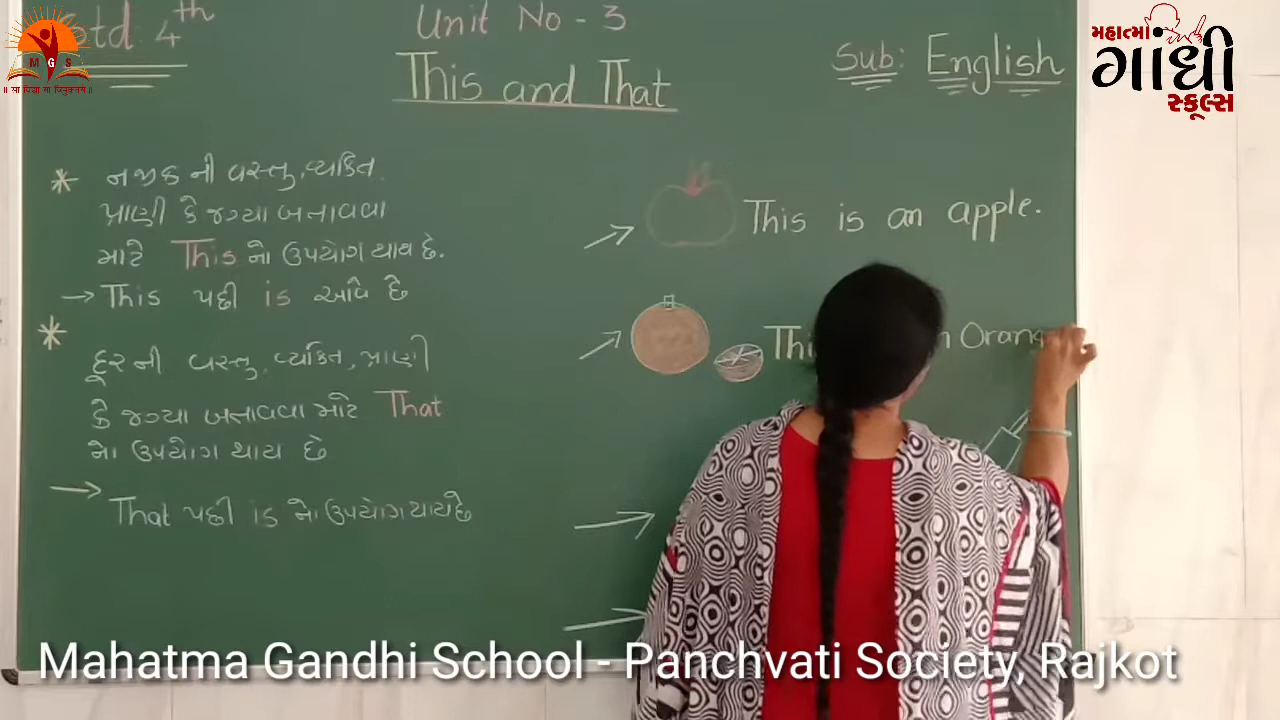 Std. 4th
Unit No - 3
This and That
Sub: English
M G S
॥ सा विद्या या विमुक्तये ॥
મહાત્મા
ગાંધી
સ્કૂલ્સ
* નજીક ની વસ્તુ, વ્યકિત
પ્રાણી કે જગ્યા બતાવવા
માટે This નો ઉપયોગ થાય છે.
→ This પછી is આવે છે
* દૂર ની વસ્તુ, વ્યકિત, પ્રાણી
કે જગ્યા બતાવવા માટે That
નો ઉપયોગ થાય છે
→ That પછી is નો ઉપયોગ થાય છે
→ This is an apple.
→ Thi n Orang
Mahatma Gandhi School - Panchvati Society, Rajkot